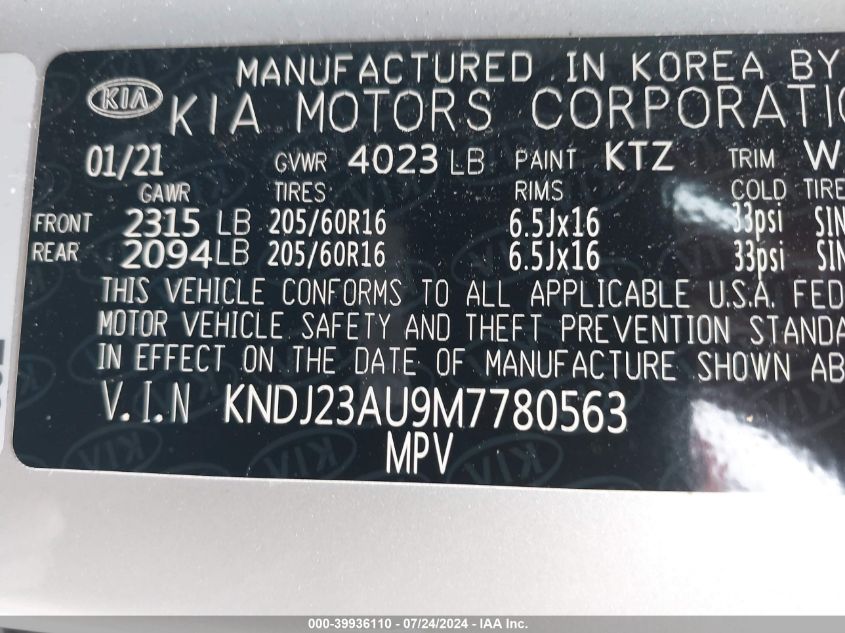 MANUFACTURED IN KOREA BY
KIA KIA MOTORS CORPORATIO
01/21 GVWR 4023 LB PAINT KTZ TRIM W
GAWR TIRES RIMS COLD TIRE
FRONT 2315 LB 205/60R16 6.5Jx16 33psi SIN
REAR 2094LB 205/60R16 6.5Jx16 33psi SIN
THIS VEHICLE CONFORMS TO ALL APPLICABLE U.S.A. FED
MOTOR VEHICLE SAFETY AND THEFT PREVENTION STANDA
IN EFFECT ON THE DATE OF MANUFACTURE SHOWN AB
V.I.N KNDJ23AU9M7780563
MPV
000-39936110 - 07/24/2024 - IAA Inc.